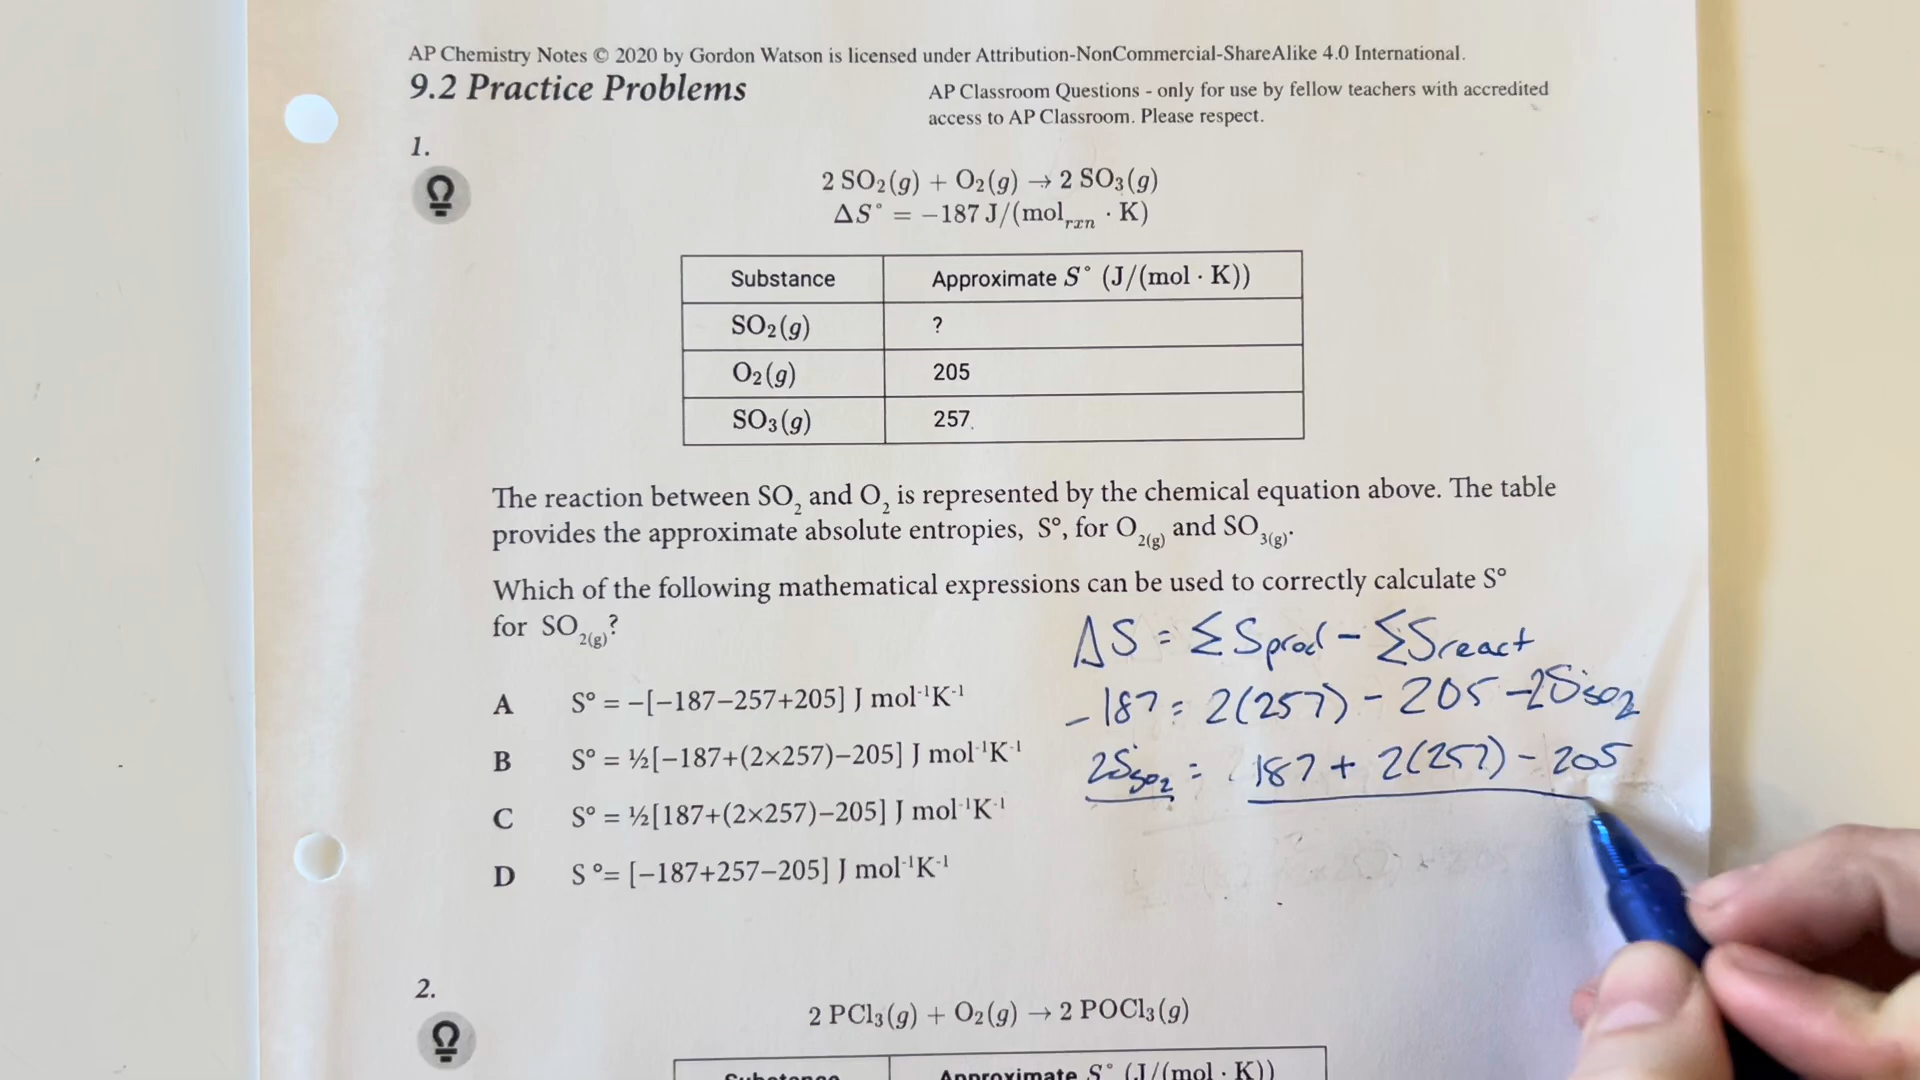 AP Chemistry Notes © 2020 by Gordon Watson is licensed under Attribution-NonCommercial-ShareAlike 4.0 International.
9.2 Practice Problems
AP Classroom Questions - only for use by fellow teachers with accredited
access to AP Classroom. Please respect.
1.
2 SO₂(g) + O₂(g) → 2 SO₃(g)
ΔS° = −187 J/(molᵣₓₙ · K)
Substance Approximate S° (J/(mol · K))
SO₂(g) ?
O₂(g) 205
SO₃(g) 257
The reaction between SO₂ and O₂ is represented by the chemical equation above. The table
provides the approximate absolute entropies, S°, for O₂(g) and SO₃(g).
Which of the following mathematical expressions can be used to correctly calculate S°
for SO₂(g)?
ΔS = ΣSprod − ΣSreact
−187 = 2(257) − 205 − 2S°so₂
2Sso₂ = 187 + 2(257) − 205
A S° = −[−187−257+205] J mol⁻¹K⁻¹
B S° = ½[−187+(2×257)−205] J mol⁻¹K⁻¹
C S° = ½[187+(2×257)−205] J mol⁻¹K⁻¹
D S °= [−187+257−205] J mol⁻¹K⁻¹
2.
2 PCl₃(g) + O₂(g) → 2 POCl₃(g)
Substance Approximate S° (J/(mol · K))